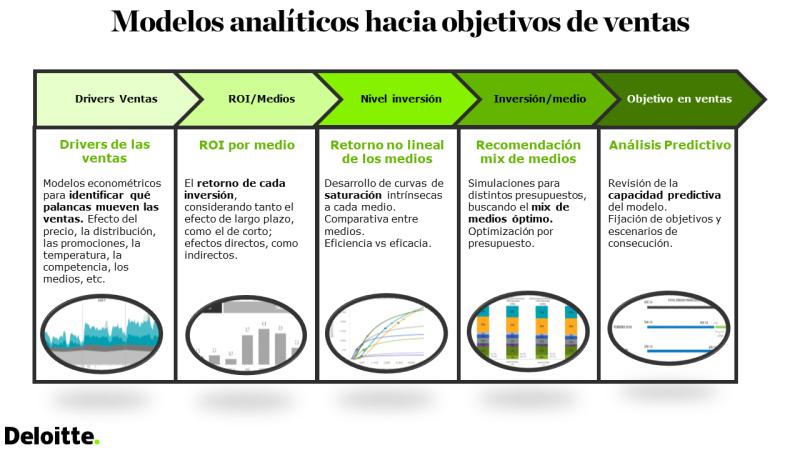 Modelos analíticos hacia objetivos de ventas
Drivers Ventas
ROI/Medios
Nivel inversión
Inversión/medio
Objetivo en ventas
Drivers de las
ventas
Modelos econométricos
para identificar qué
palancas mueven las
ventas. Efecto del
precio, la distribución,
las promociones, la
temperatura, la
competencia, los
medios, etc.
ROI por medio
El retorno de cada
inversión,
considerando tanto el
efecto de largo plazo,
como el de corto;
efectos directos, como
indirectos.
Retorno no lineal
de los medios
Desarrollo de curvas de
saturación intrínsecas
a cada medio.
Comparativa entre
medios.
Eficiencia vs eficacia.
Recomendación
mix de medios
Simulaciones para
distintos presupuestos,
buscando el mix de
medios óptimo.
Optimización por
presupuesto.
Análisis Predictivo
Revisión de la
capacidad predictiva
del modelo.
Fijación de objetivos y
escenarios de
consecución.
Deloitte.